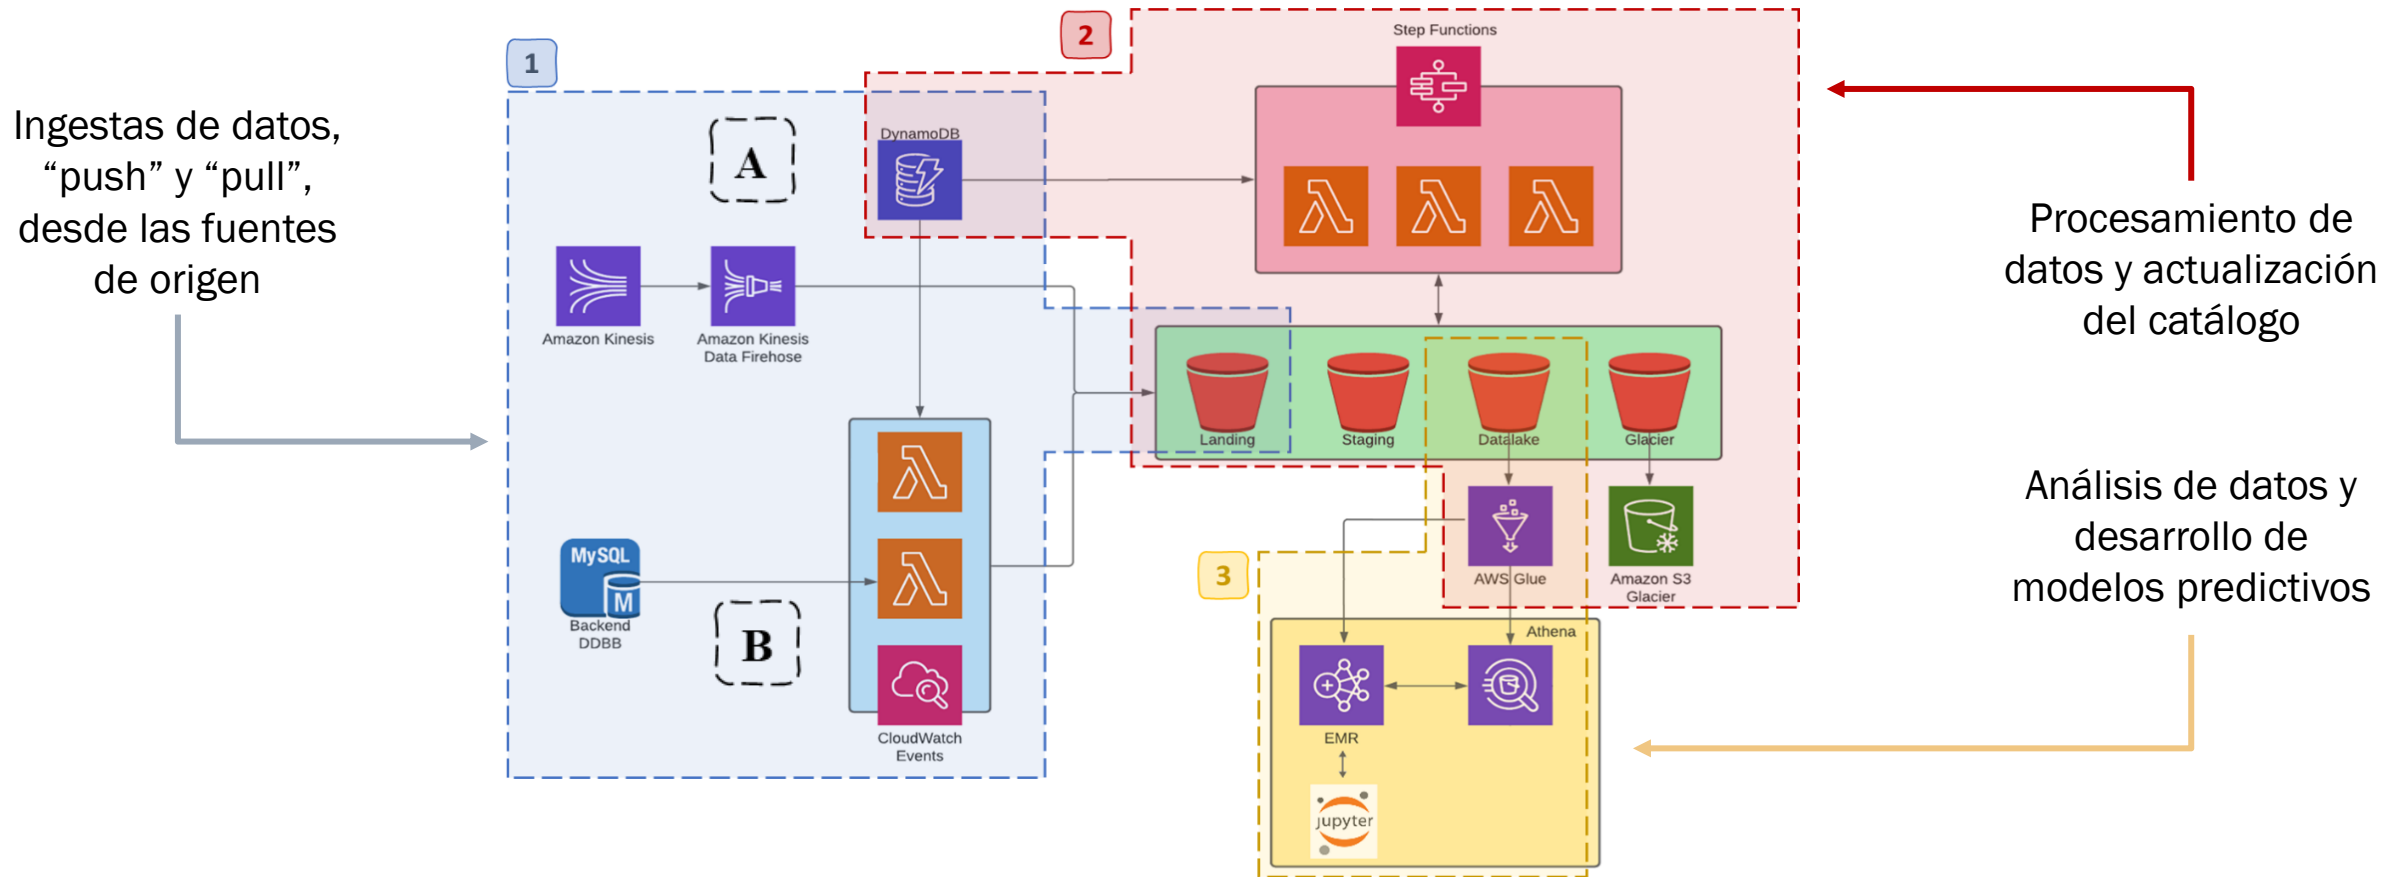 Ingestas de datos,
“push” y “pull”,
desde las fuentes
de origen
1
A
DynamoDB
Amazon Kinesis
Amazon Kinesis
Data Firehose
MySQL
M
Backend
DDBB
B
CloudWatch
Events
2
Step Functions
Landing
Staging
Datalake
Glacier
AWS Glue
Amazon S3
Glacier
3
Athena
EMR
jupyter
Procesamiento de
datos y actualización
del catálogo
Análisis de datos y
desarrollo de
modelos predictivos